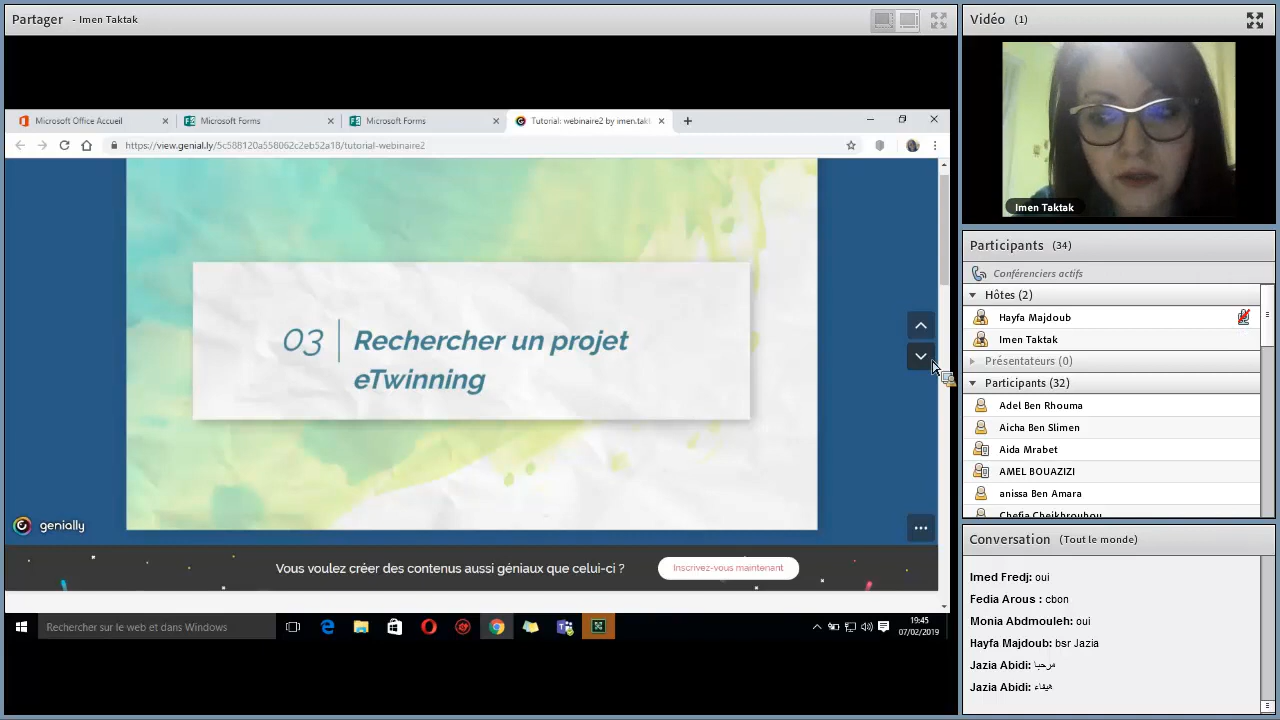 Partager - Imen Taktak
Microsoft Office Accueil
Microsoft Forms
Microsoft Forms
Tutorial: webinaire2 by imen.takt
https://view.genial.ly/5c588120a558062c2eb52a18/tutorial-webinaire2
03 Rechercher un projet
eTwinning
genially
Vous voulez créer des contenus aussi géniaux que celui-ci ?
Inscrivez-vous maintenant
Rechercher sur le web et dans Windows
19:45
07/02/2019
Vidéo (1)
Imen Taktak
Participants (34)
Conférenciers actifs
Hôtes (2)
Hayfa Majdoub
Imen Taktak
Présentateurs (0)
Participants (32)
Adel Ben Rhouma
Aicha Ben Slimen
Aida Mrabet
AMEL BOUAZIZI
anissa Ben Amara
Chefia Cheikhrouhou
Conversation (Tout le monde)
Imed Fredj: oui
Fedia Arous : cbon
Monia Abdmouleh: oui
Hayfa Majdoub: bsr Jazia
Jazia Abidi: مرحبا
Jazia Abidi: هيفاء